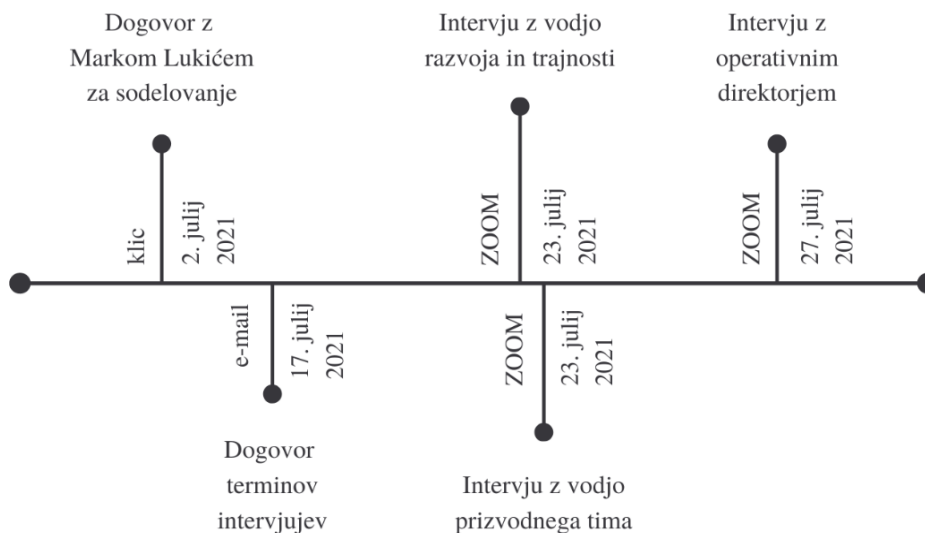 Dogovor z
Markom Lukićem
za sodelovanje
klic
2. julij
2021
e-mail
17. julij
2021
Dogovor
terminov
intervjujev
Intervju z vodjo
razvoja in trajnosti
ZOOM
23. julij
2021
ZOOM
23. julij
2021
Intervju z vodjo
prizvodnega tima
Intervju z
operativnim
direktorjem
ZOOM
27. julij
2021